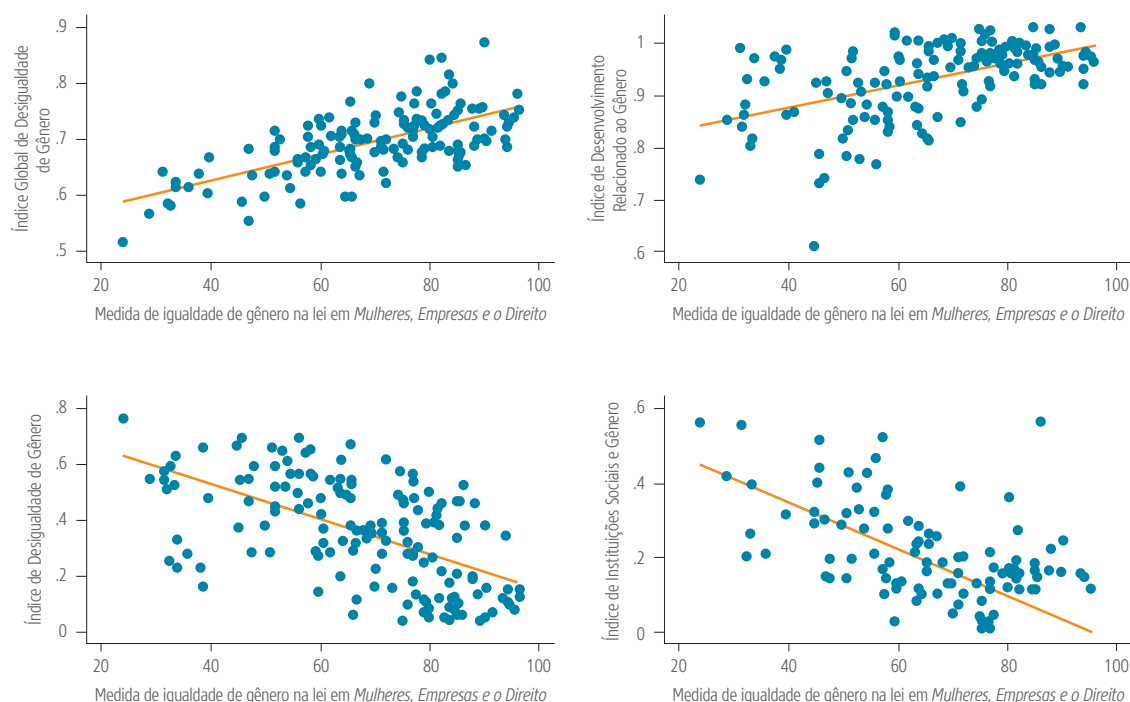 Índice Global de Desigualdade
de Gênero
.9
.8
.7
.6
.5
20 40 60 80 100
Medida de igualdade de gênero na lei em Mulheres, Empresas e o Direito
Índice de Desenvolvimento
Relacionado ao Gênero
1
.9
.8
.7
.6
20 40 60 80 100
Medida de igualdade de gênero na lei em Mulheres, Empresas e o Direito
Índice de Desigualdade de Gênero
.8
.6
.4
.2
0
20 40 60 80 100
Medida de igualdade de gênero na lei em Mulheres, Empresas e o Direito
Índice de Instituições Sociais e Gênero
.6
.4
.2
0
20 40 60 80 100
Medida de igualdade de gênero na lei em Mulheres, Empresas e o Direito